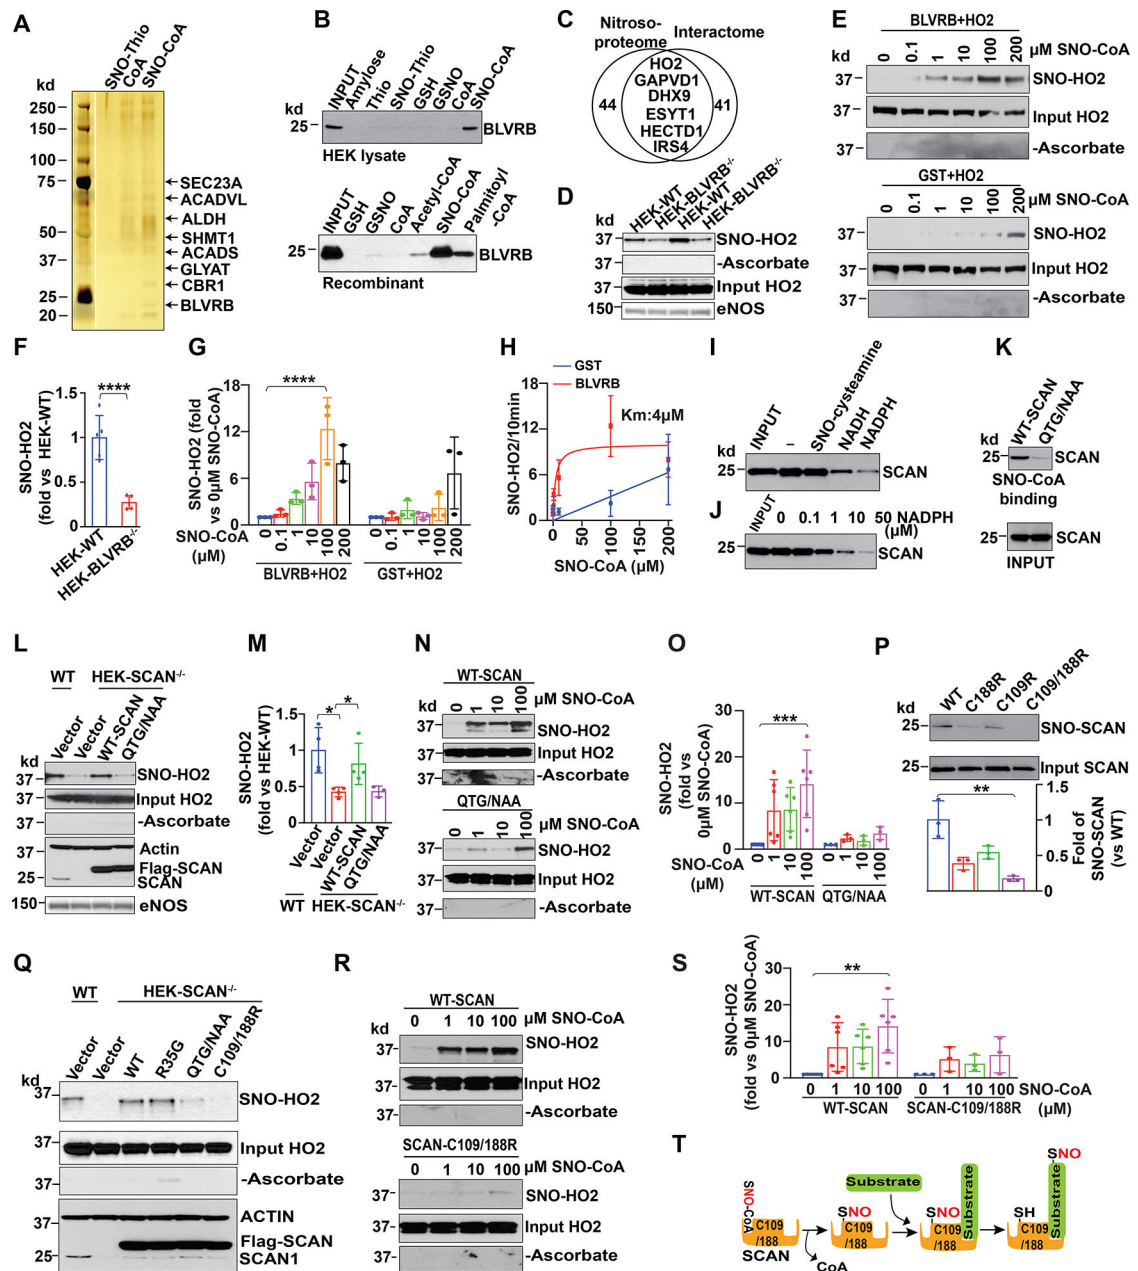 A
SNO-Thio
CoA
SNO-CoA
kd
250
150
100
75
50
37
25
20
SEC23A
ACADVL
ALDH
SHMT1
ACADS
GLYAT
CBR1
BLVRB
B
INPUT
Amylose
Thio
SNO-Thio
GSH
GSNO
CoA
SNO-CoA
kd
25
BLVRB
HEK lysate
INPUT
GSH
GSNO
CoA
Acetyl-CoA
SNO-CoA
Palmitoyl
-CoA
25
BLVRB
Recombinant
C
Nitroso-
proteome
Interactome
44
HO2
GAPVD1
DHX9
ESYT1
HECTD1
IRS4
41
D
HEK-WT
HEK-BLVRB-/-
HEK-WT
HEK-BLVRB-/-
kd
37
SNO-HO2
37
-Ascorbate
37
Input HO2
150
eNOS
E
BLVRB+HO2
0 0.1 1 10 100 200 µM SNO-CoA
37
SNO-HO2
37
Input HO2
37
-Ascorbate
GST+HO2
µM SNO-CoA
0 0.1 1 10 100 200
37
SNO-HO2
37
Input HO2
37
-Ascorbate
F
SNO-HO2
(fold vs HEK-WT)
1.5
1
0.5
0
****
HEK-WT
HEK-BLVRB-/-
G
SNO-HO2 (fold
vs 0µM SNO-CoA)
18
12
6
0
****
SNO-CoA
(µM)
0 0.1 1 10 100 200 0 0.1 1 10 100 200
BLVRB+HO2
GST+HO2
H
GST
BLVRB
SNO-HO2/10min
18
12
6
0
Km:4µM
0 50 100 150 200
SNO-CoA (µM)
I
INPUT
–
SNO-cysteamine
NADH
NADPH
kd
25
SCAN
J
INPUT
0 0.1 1 10 50 NADPH
(µM)
25
SCAN
K
WT-SCAN
QTG/NAA
kd
25
SCAN
SNO-CoA
binding
25
SCAN
INPUT
L
WT
HEK-SCAN-/-
Vector
Vector
WT-SCAN
QTG/NAA
kd
37
SNO-HO2
37
Input HO2
37
-Ascorbate
37
Actin
Flag-SCAN
25
SCAN
150
eNOS
M
SNO-HO2
(fold vs HEK-WT)
1.5
1
0.5
0
*
*
Vector
Vector
WT-SCAN
QTG/NAA
WT
HEK-SCAN-/-
N
WT-SCAN
0 1 10 100 µM SNO-CoA
37
SNO-HO2
37
Input HO2
37
-Ascorbate
QTG/NAA
0 1 10 100 µM SNO-CoA
37
SNO-HO2
37
Input HO2
37
-Ascorbate
O
SNO-HO2
(fold vs
0µM SNO-CoA)
30
20
10
0
***
SNO-CoA
(µM)
0 1 10 100 0 1 10 100
WT-SCAN
QTG/NAA
P
WT
C188R
C109R
C109/188R
kd
25
SNO-SCAN
25
Input SCAN
**
1.5
1
0.5
0
Fold of
SNO-SCAN
(vs WT)
Q
WT
HEK-SCAN-/-
Vector
Vector
WT
R35G
QTG/NAA
C109/188R
kd
37
SNO-HO2
37
Input HO2
37
-Ascorbate
37
ACTIN
Flag-SCAN
25
SCAN1
R
WT-SCAN
kd
0 1 10 100 µM SNO-CoA
37
SNO-HO2
37
Input HO2
37
-Ascorbate
SCAN-C109/188R
0 1 10 100 µM SNO-CoA
37
SNO-HO2
37
Input HO2
37
-Ascorbate
S
SNO-HO2
(fold vs 0µM SNO-CoA)
30
20
10
0
**
0 1 10 100 0 1 10 100 SNO-CoA
(µM)
WT-SCAN
SCAN-C109/188R
T
SNO-CoA
C109
/188
SCAN
CoA
SNO
C109
/188
Substrate
SNO
C109
/188
Substrate
SH
C109
/188
Substrate
SNO